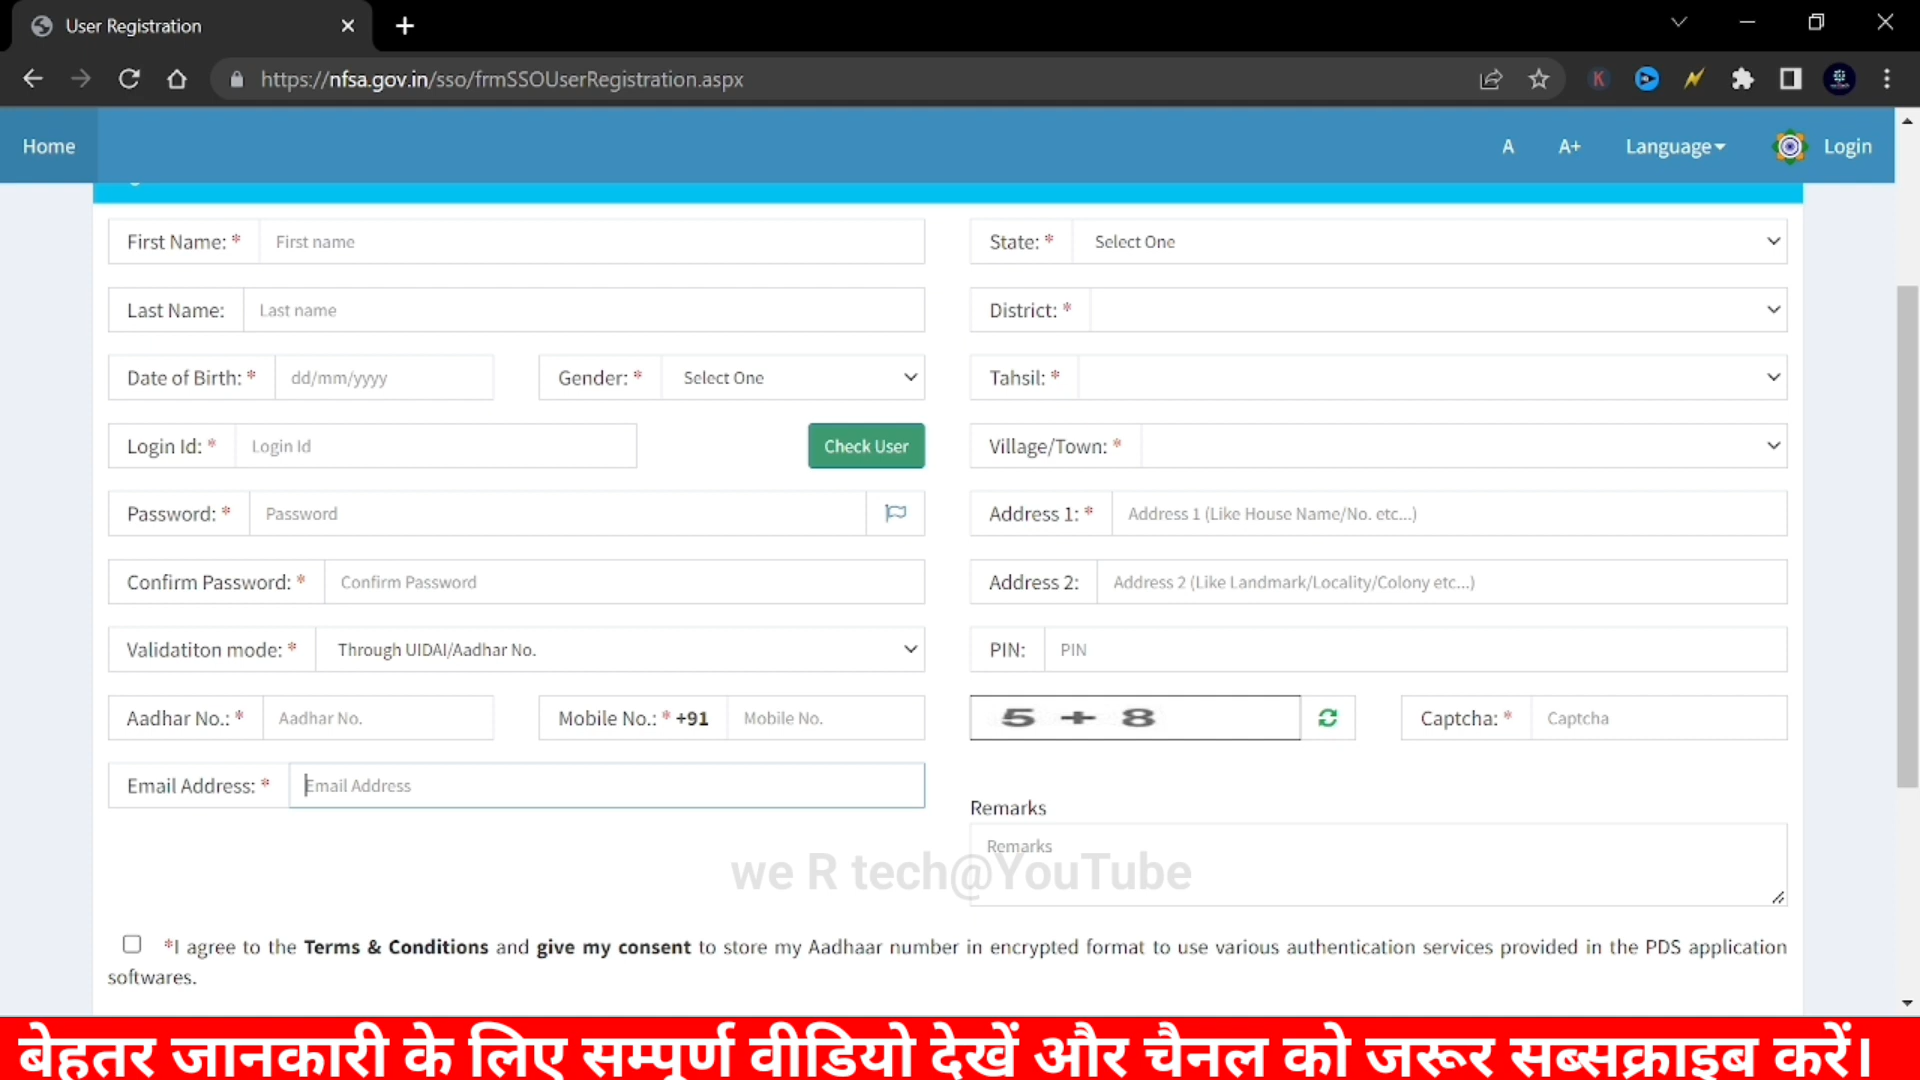 User Registration
https://nfsa.gov.in/sso/frmSSOUserRegistration.aspx
K
Home
A
A+
Language
Login
First Name: *
First name
State: *
Select One
Last Name:
Last name
District: *
Date of Birth: *
dd/mm/yyyy
Gender: *
Select One
Tahsil: *
Login Id: *
Login Id
Check User
Village/Town: *
Password: *
Password
Address 1: *
Address 1 (Like House Name/No. etc...)
Confirm Password: *
Confirm Password
Address 2:
Address 2 (Like Landmark/Locality/Colony etc...)
Validatiton mode: *
Through UIDAI/Aadhar No.
PIN:
PIN
Aadhar No.: *
Aadhar No.
Mobile No.: * +91
Mobile No.
5 + 8
Captcha: *
Captcha
Email Address: *
Email Address
Remarks
Remarks
we R tech@YouTube
*I agree to the Terms & Conditions and give my consent to store my Aadhaar number in encrypted format to use various authentication services provided in the PDS application
softwares.
बेहतर जानकारी के लिए सम्पूर्ण वीडियो देखें और चैनल को जरूर सब्सक्राइब करें।